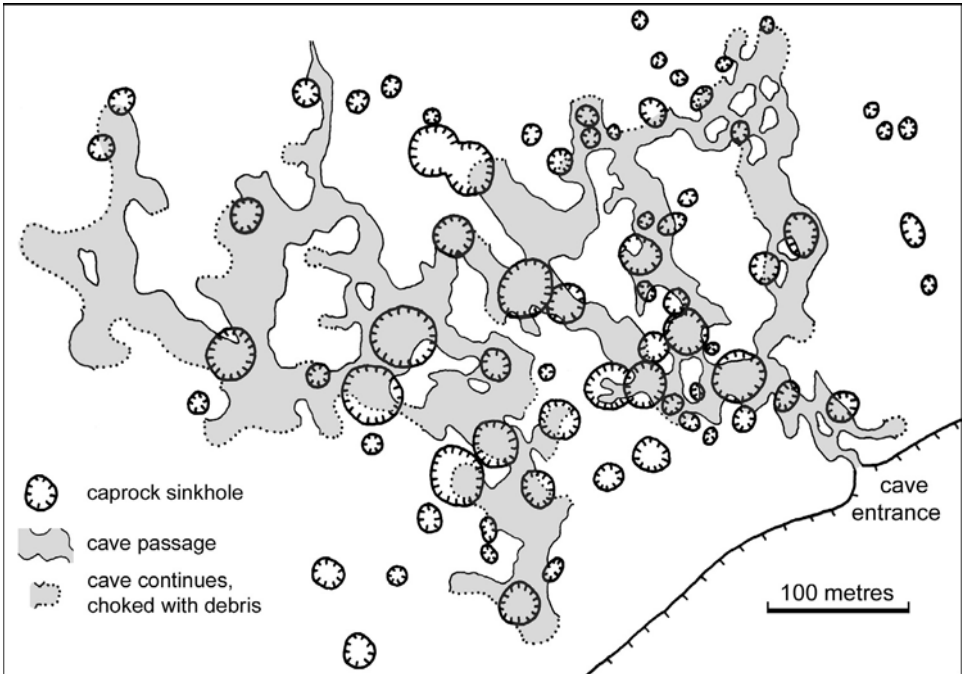 caprock sinkhole
cave passage
cave continues,
choked with debris
cave
entrance
100 metres